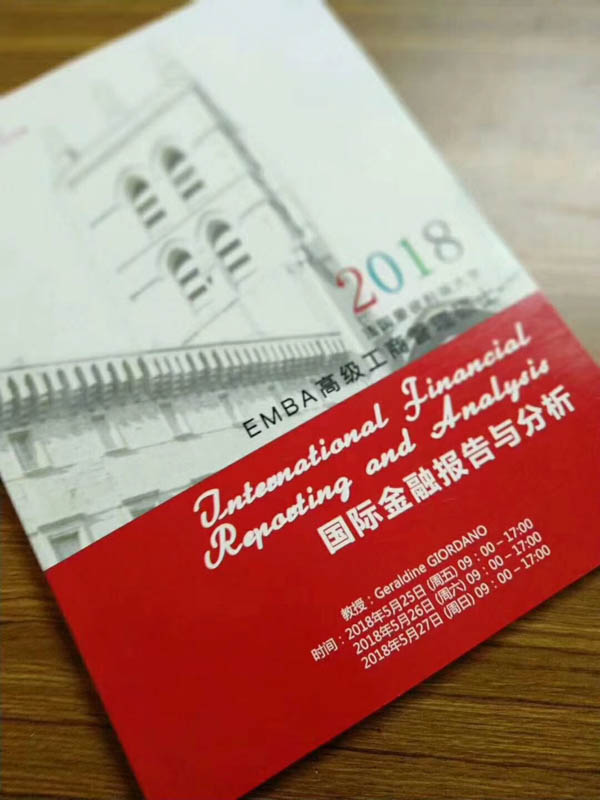 2018
EMBA高级工商管理
International Financial
Reporting and Analysis
国际金融报告与分析
教授：Geraldine GIORDANO
时间：2018年5月25日 (周五) 09：00 – 17:00
2018年5月26日 (周六) 09：00 – 17:00
2018年5月27日 (周日) 09：00 – 17:00